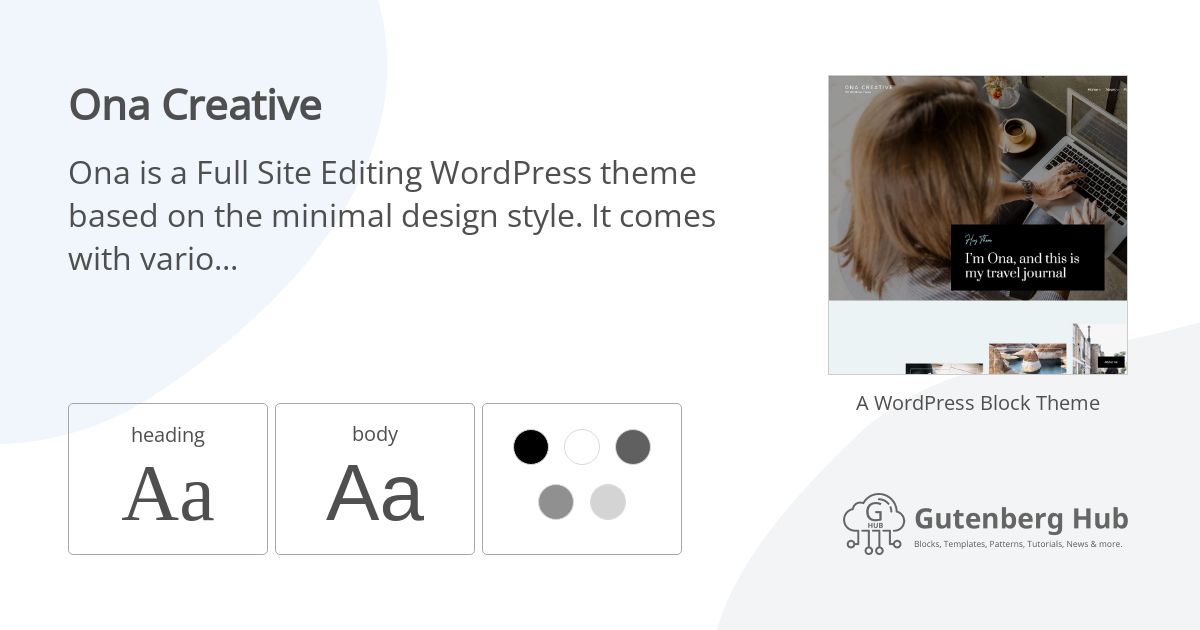 Ona Creative
Ona is a Full Site Editing WordPress theme
based on the minimal design style. It comes
with vario...
heading
Aa
body
Aa
ONA CREATIVE
Home
News
Hey There
I'm Ona, and this is
my travel journal
A WordPress Block Theme
G
HUB
Gutenberg Hub
Blocks, Templates, Patterns, Tutorials, News & more.